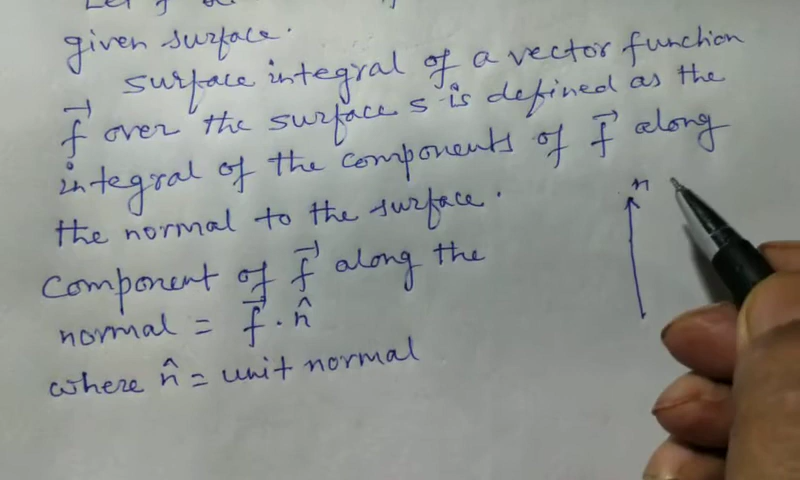 Let f
given surface.
surface integral of a vector function
f⃗ over the surface s is defined as the
integral of the components of f⃗ along
the normal to the surface.
n
component of f⃗ along the
normal = f⃗ · n̂
where n̂ = unit normal